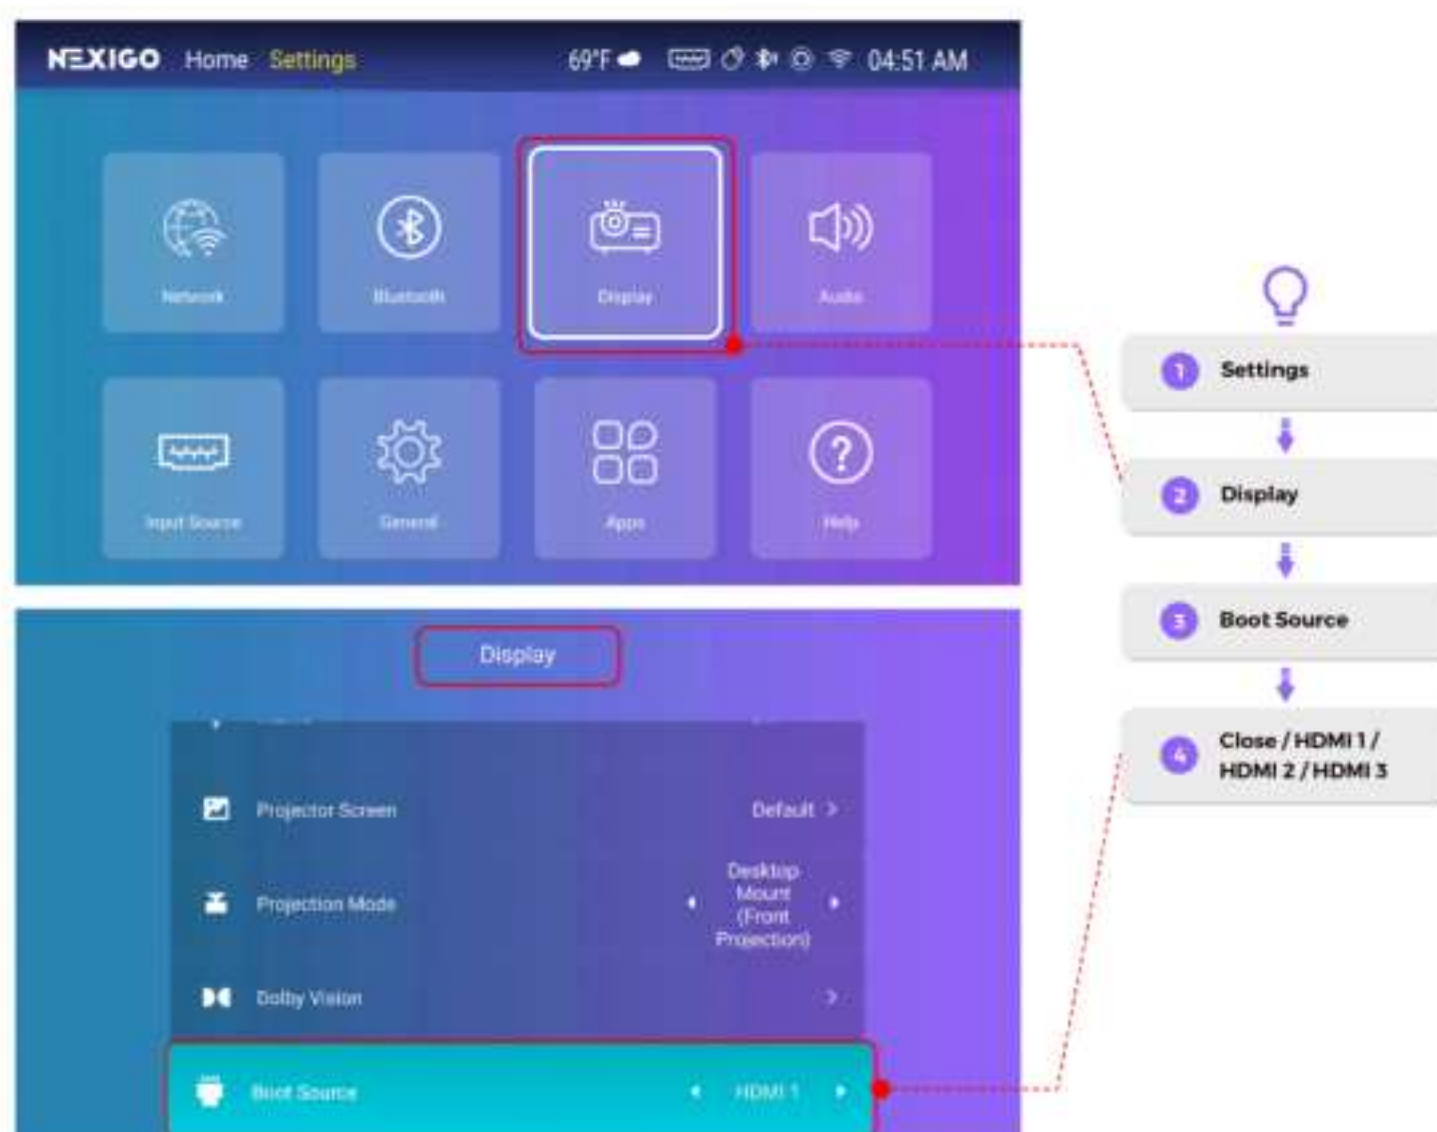 NEXIGO Home Settings 69°F 04:51 AM
Network Bluetooth Display Audio
Input Source General Apps Help
1 Settings
2 Display
3 Boot Source
4 Close / HDMI 1 /
HDMI 2 / HDMI 3
Display
Projector Screen Default >
Projection Mode Desktop
Mount
(Front
Projection)
Dolby Vision >
Boot Source HDMI 1